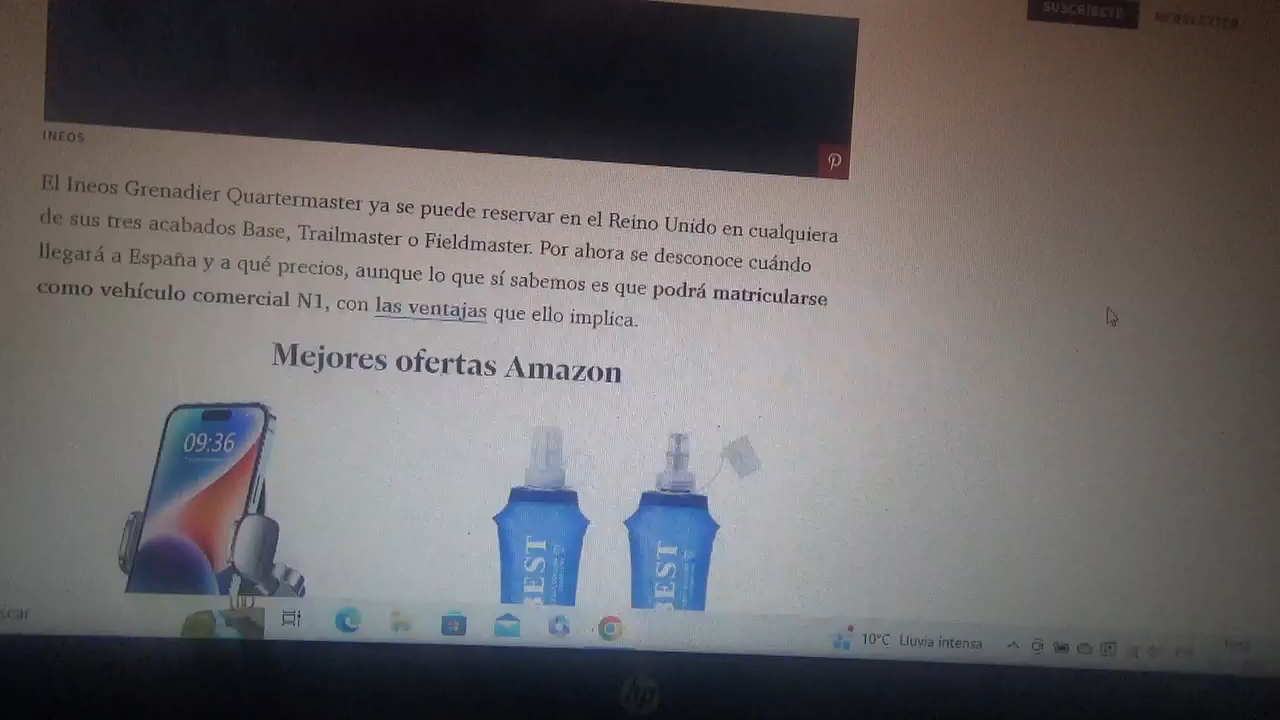 SUSCRÍBETE NEWSLETTER
INEOS
El Ineos Grenadier Quartermaster ya se puede reservar en el Reino Unido en cualquiera
de sus tres acabados Base, Trailmaster o Fieldmaster. Por ahora se desconoce cuándo
llegará a España y a qué precios, aunque lo que sí sabemos es que podrá matricularse
como vehículo comercial N1, con las ventajas que ello implica.
Mejores ofertas Amazon
09:36
BEST BEST
scar
10°C Lluvia intensa
hp